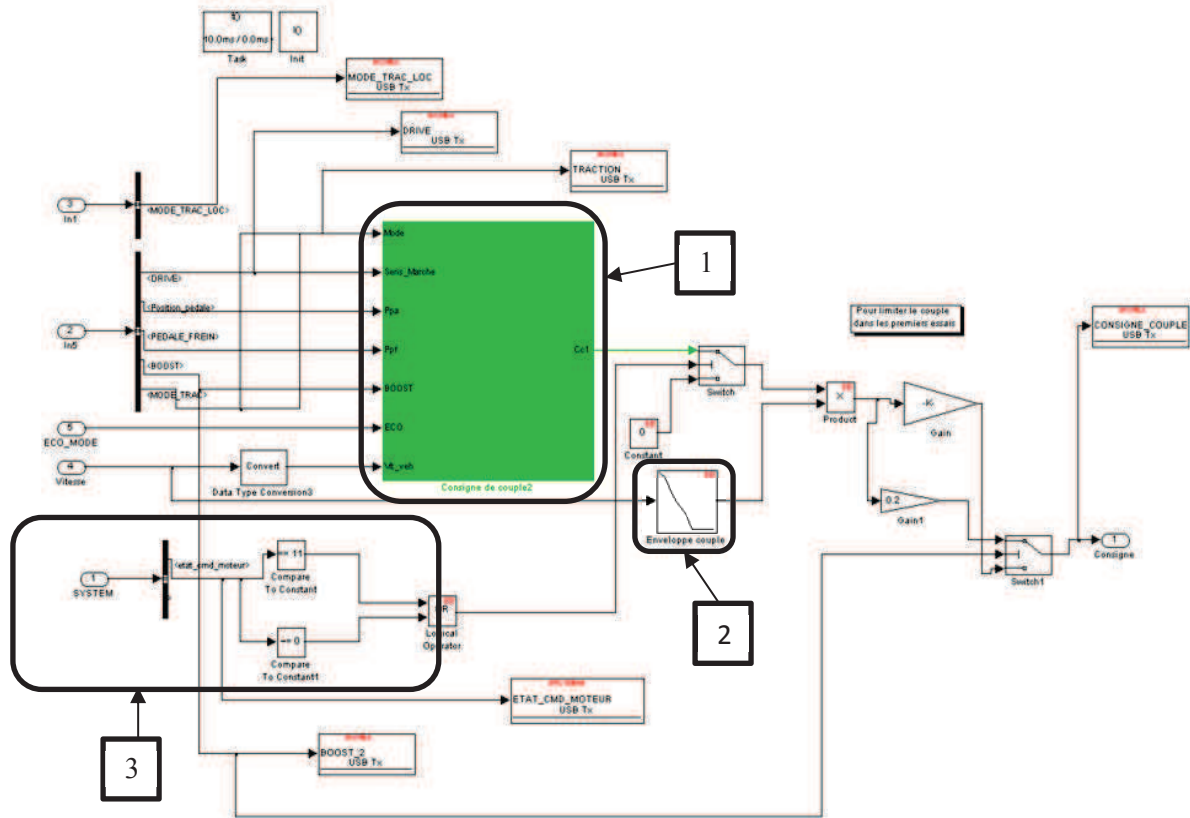 10.0ms / 0.0ms
Task
Init
MODE_TRAC_LOC
USB Tx
DRIVE
USB Tx
TRACTION
USB Tx
3
In1
<MODE_TRAC_LOC>
Mode
1
<DRIVE>
Sens_Marche
<Position_pedale>
Ppa
2
In5
<PEDALE_FREIN>
Ppf
Cc1
<BOOST>
BOOST
<MODE_TRAC>
5
ECO_MODE
ECO
4
Vitesse
Convert
Data Type Conversion3
Vit_veh
Consigne de couple2
Switch
0
Constant
Enveloppe couple
2
Product
Pour limiter le couple
dans les premiers essais
-K-
Gain
0.2
Gain1
CONSIGNE_COUPLE
USB Tx
Switch1
1
Consigne
1
SYSTEM
<etat_cmd_moteur>
== 11
Compare
To Constant
Compare
To Constant1
Logical
Operator
ETAT_CMD_MOTEUR
USB Tx
3
BOOST_2
USB Tx